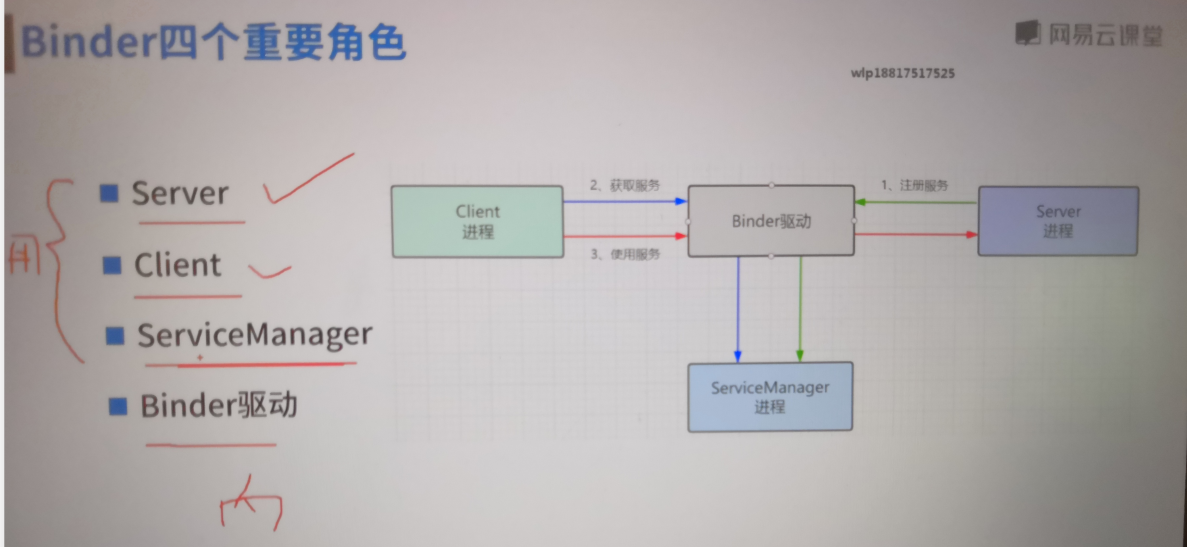 Binder四个重要角色
网易云课堂
wlp18817517525
Server
Client
ServiceManager
Binder驱动
用
内
Client
进程
2、获取服务
3、使用服务
Binder驱动
1、注册服务
Server
进程
ServiceManager
进程